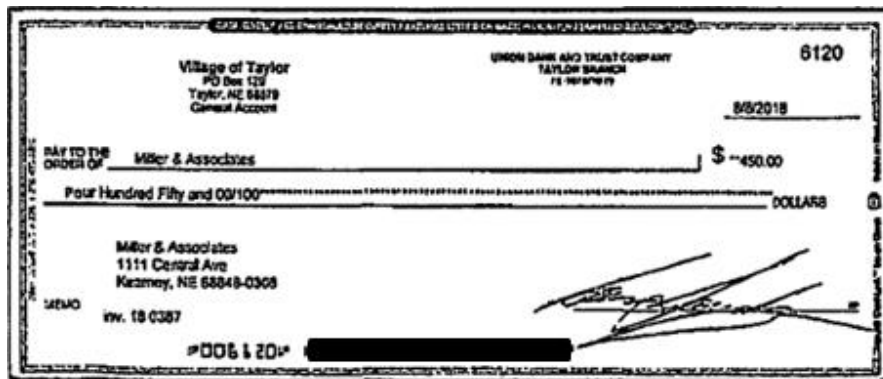 6120
Village of Taylor
PO Box 129
Taylor, NE 68879
General Account
UNION BANK AND TRUST COMPANY
TAYLOR BRANCH
8/8/2018
PAY TO THE
ORDER OF Miller & Associates $ **450.00
Four Hundred Fifty and 00/100 DOLLARS
Miller & Associates
1111 Central Ave
Kearney, NE 68848-0306
MEMO
inv. 18 0387
⑈006120⑈